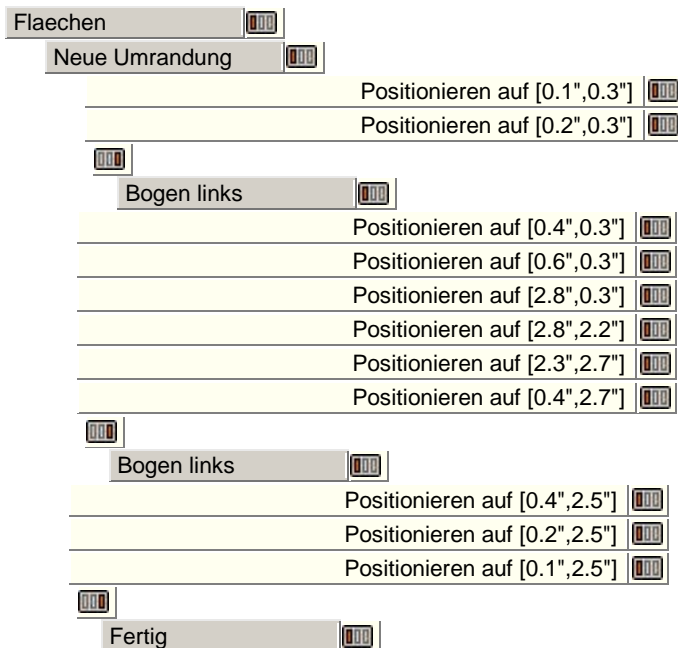 Flaechen
Neue Umrandung
Positionieren auf [0.1",0.3"]
Positionieren auf [0.2",0.3"]
Bogen links
Positionieren auf [0.4",0.3"]
Positionieren auf [0.6",0.3"]
Positionieren auf [2.8",0.3"]
Positionieren auf [2.8",2.2"]
Positionieren auf [2.3",2.7"]
Positionieren auf [0.4",2.7"]
Bogen links
Positionieren auf [0.4",2.5"]
Positionieren auf [0.2",2.5"]
Positionieren auf [0.1",2.5"]
Fertig